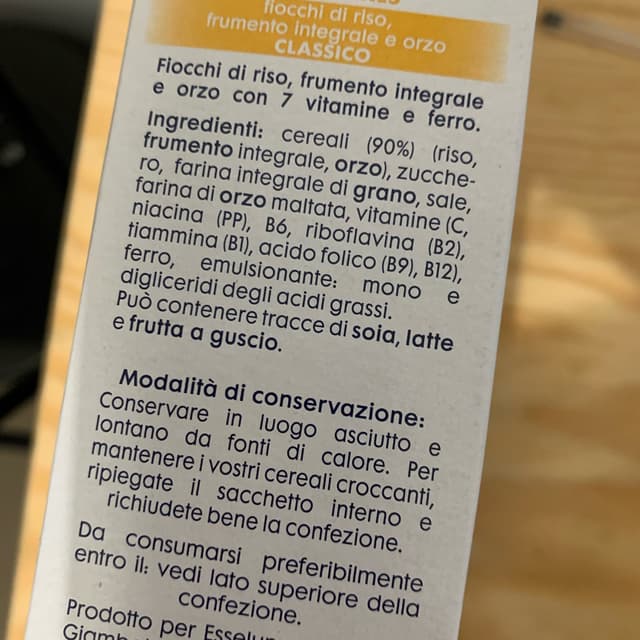 fiocchi di riso,
frumento integrale e orzo
CLASSICO
Fiocchi di riso, frumento integrale
e orzo con 7 vitamine e ferro.
Ingredienti: cereali (90%) (riso,
frumento integrale, orzo), zucche-
ro, farina integrale di grano, sale,
farina di orzo maltata, vitamine (C,
niacina (PP), B6, riboflavina (B2),
tiammina (B1), acido folico (B9), B12),
ferro, emulsionante: mono e
digliceridi degli acidi grassi.
Può contenere tracce di soia, latte
e frutta a guscio.
Modalità di conservazione:
Conservare in luogo asciutto e
lontano da fonti di calore. Per
mantenere i vostri cereali croccanti,
ripiegate il sacchetto interno e
richiudete bene la confezione.
Da consumarsi preferibilmente
entro il: vedi lato superiore della
confezione.
Prodotto per